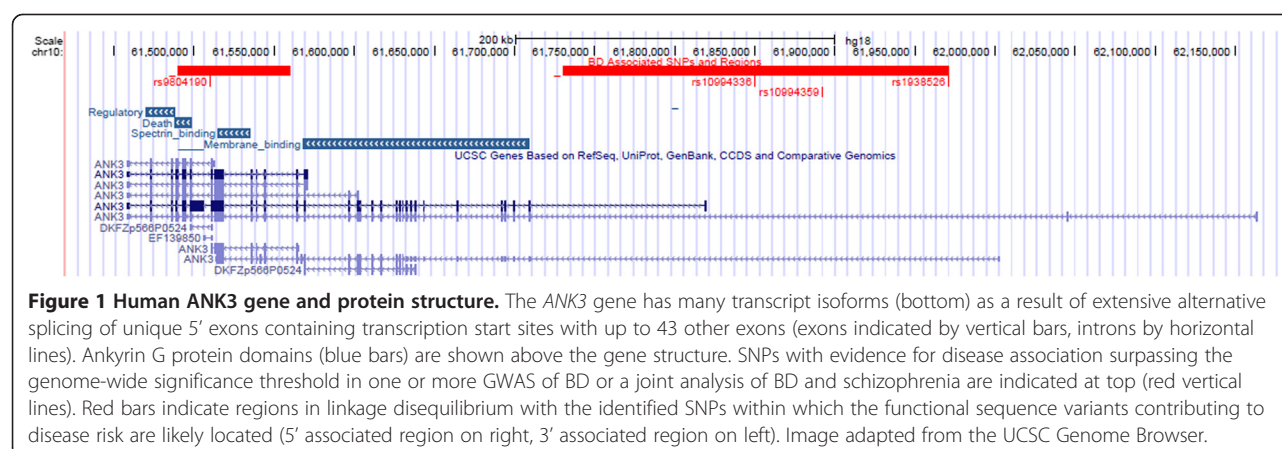 Scale 200 kb hg18
chr10: 61,500,000 61,550,000 61,600,000 61,650,000 61,700,000 61,750,000 61,800,000 61,850,000 61,900,000 61,950,000 62,000,000 62,050,000 62,100,000 62,150,000
BD Associated SNPs and Regions
rs9804190 rs10994336 rs1938526
rs10994359
Regulatory
Death
Spectrin_binding
Membrane_binding
UCSC Genes Based on RefSeq, UniProt, GenBank, CCDS and Comparative Genomics
ANK3
ANK3
ANK3
ANK3
ANK3
ANK3
DKFZp566P0524
EF139850
ANK3
ANK3
DKFZp566P0524
Figure 1 Human ANK3 gene and protein structure. The ANK3 gene has many transcript isoforms (bottom) as a result of extensive alternative
splicing of unique 5′ exons containing transcription start sites with up to 43 other exons (exons indicated by vertical bars, introns by horizontal
lines). Ankyrin G protein domains (blue bars) are shown above the gene structure. SNPs with evidence for disease association surpassing the
genome-wide significance threshold in one or more GWAS of BD or a joint analysis of BD and schizophrenia are indicated at top (red vertical
lines). Red bars indicate regions in linkage disequilibrium with the identified SNPs within which the functional sequence variants contributing to
disease risk are likely located (5′ associated region on right, 3′ associated region on left). Image adapted from the UCSC Genome Browser.